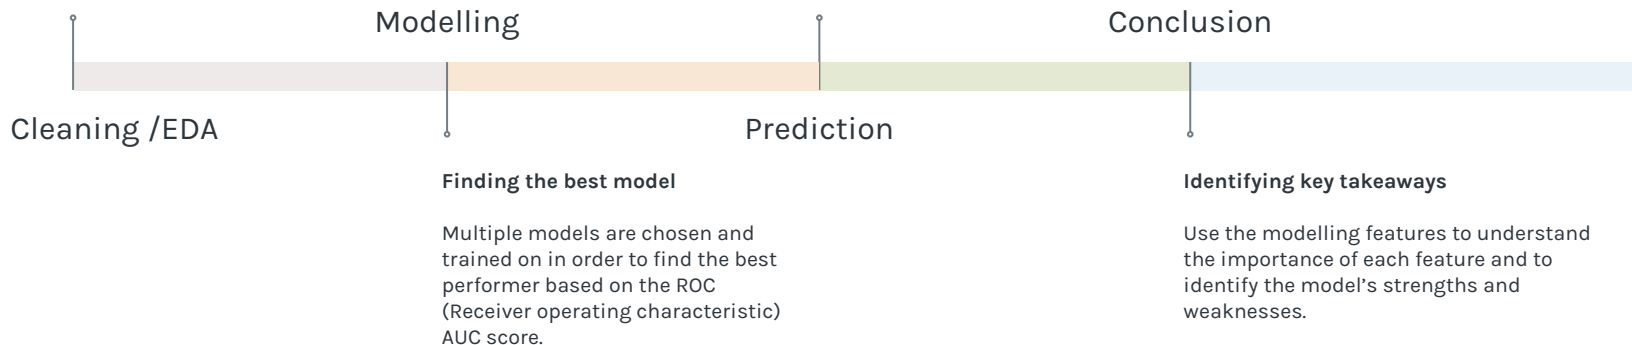 Modelling
Conclusion
Cleaning /EDA
Prediction
Finding the best model
Multiple models are chosen and
trained on in order to find the best
performer based on the ROC
(Receiver operating characteristic)
AUC score.
Identifying key takeaways
Use the modelling features to understand
the importance of each feature and to
identify the model’s strengths and
weaknesses.